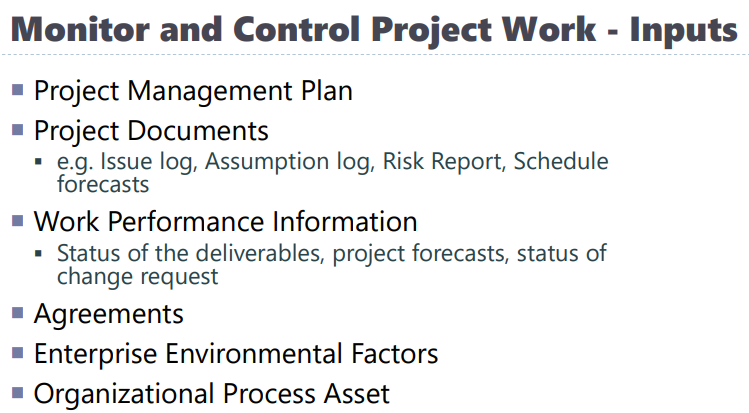 Monitor and Control Project Work - Inputs
Project Management Plan
Project Documents
e.g. Issue log, Assumption log, Risk Report, Schedule
forecasts
Work Performance Information
Status of the deliverables, project forecasts, status of
change request
Agreements
Enterprise Environmental Factors
Organizational Process Asset